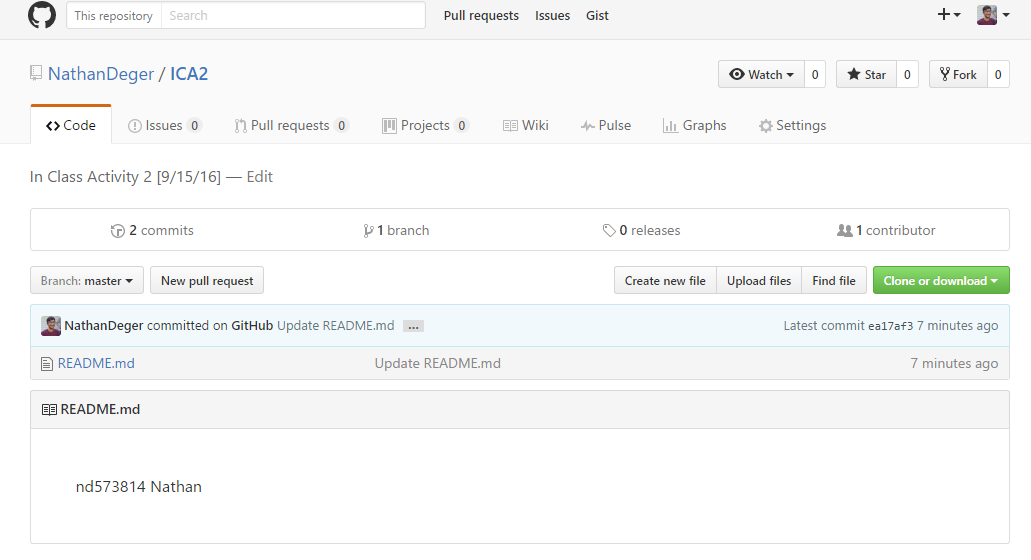 This repository Search Pull requests Issues Gist
NathanDeger / ICA2 Watch 0 Star 0 Fork 0
Code Issues 0 Pull requests 0 Projects 0 Wiki Pulse Graphs Settings
In Class Activity 2 [9/15/16] — Edit
2 commits 1 branch 0 releases 1 contributor
Branch: master New pull request Create new file Upload files Find file Clone or download
NathanDeger committed on GitHub Update README.md ... Latest commit ea17af3 7 minutes ago
README.md Update README.md 7 minutes ago
README.md
nd573814 Nathan